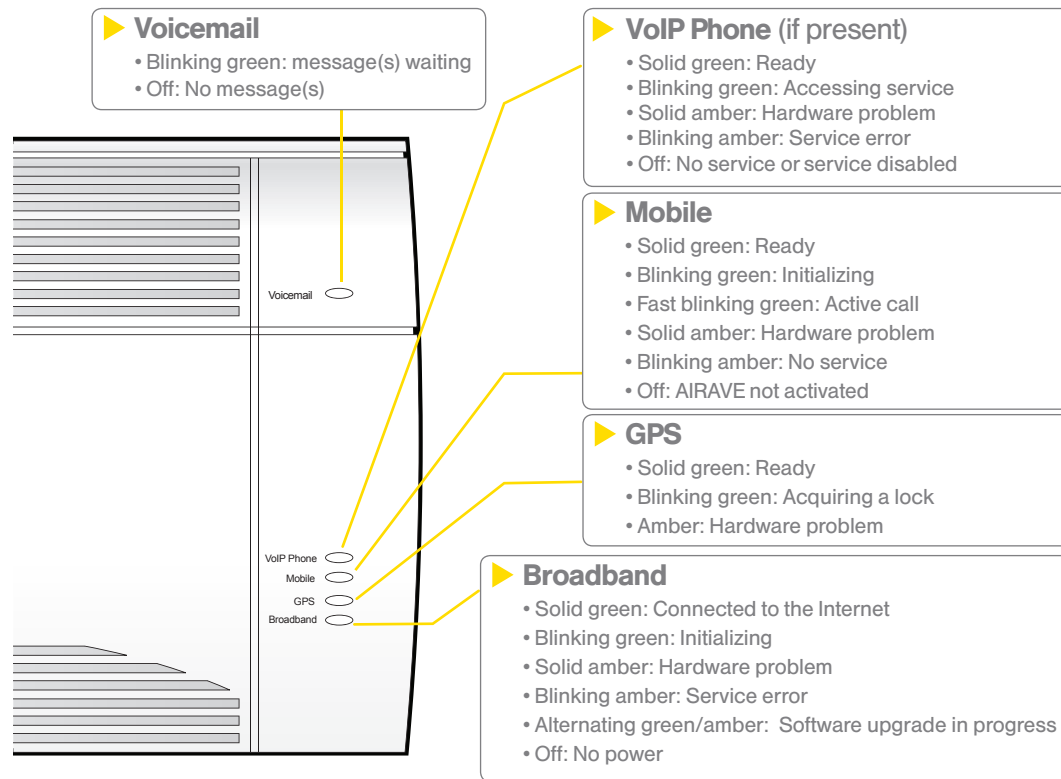 Voicemail
• Blinking green: message(s) waiting
• Off: No message(s)
VoIP Phone (if present)
• Solid green: Ready
• Blinking green: Accessing service
• Solid amber: Hardware problem
• Blinking amber: Service error
• Off: No service or service disabled
Mobile
• Solid green: Ready
• Blinking green: Initializing
• Fast blinking green: Active call
• Solid amber: Hardware problem
• Blinking amber: No service
• Off: AIRAVE not activated
GPS
• Solid green: Ready
• Blinking green: Acquiring a lock
• Amber: Hardware problem
Broadband
• Solid green: Connected to the Internet
• Blinking green: Initializing
• Solid amber: Hardware problem
• Blinking amber: Service error
• Alternating green/amber: Software upgrade in progress
• Off: No power
Voicemail
VoIP Phone
Mobile
GPS
Broadband